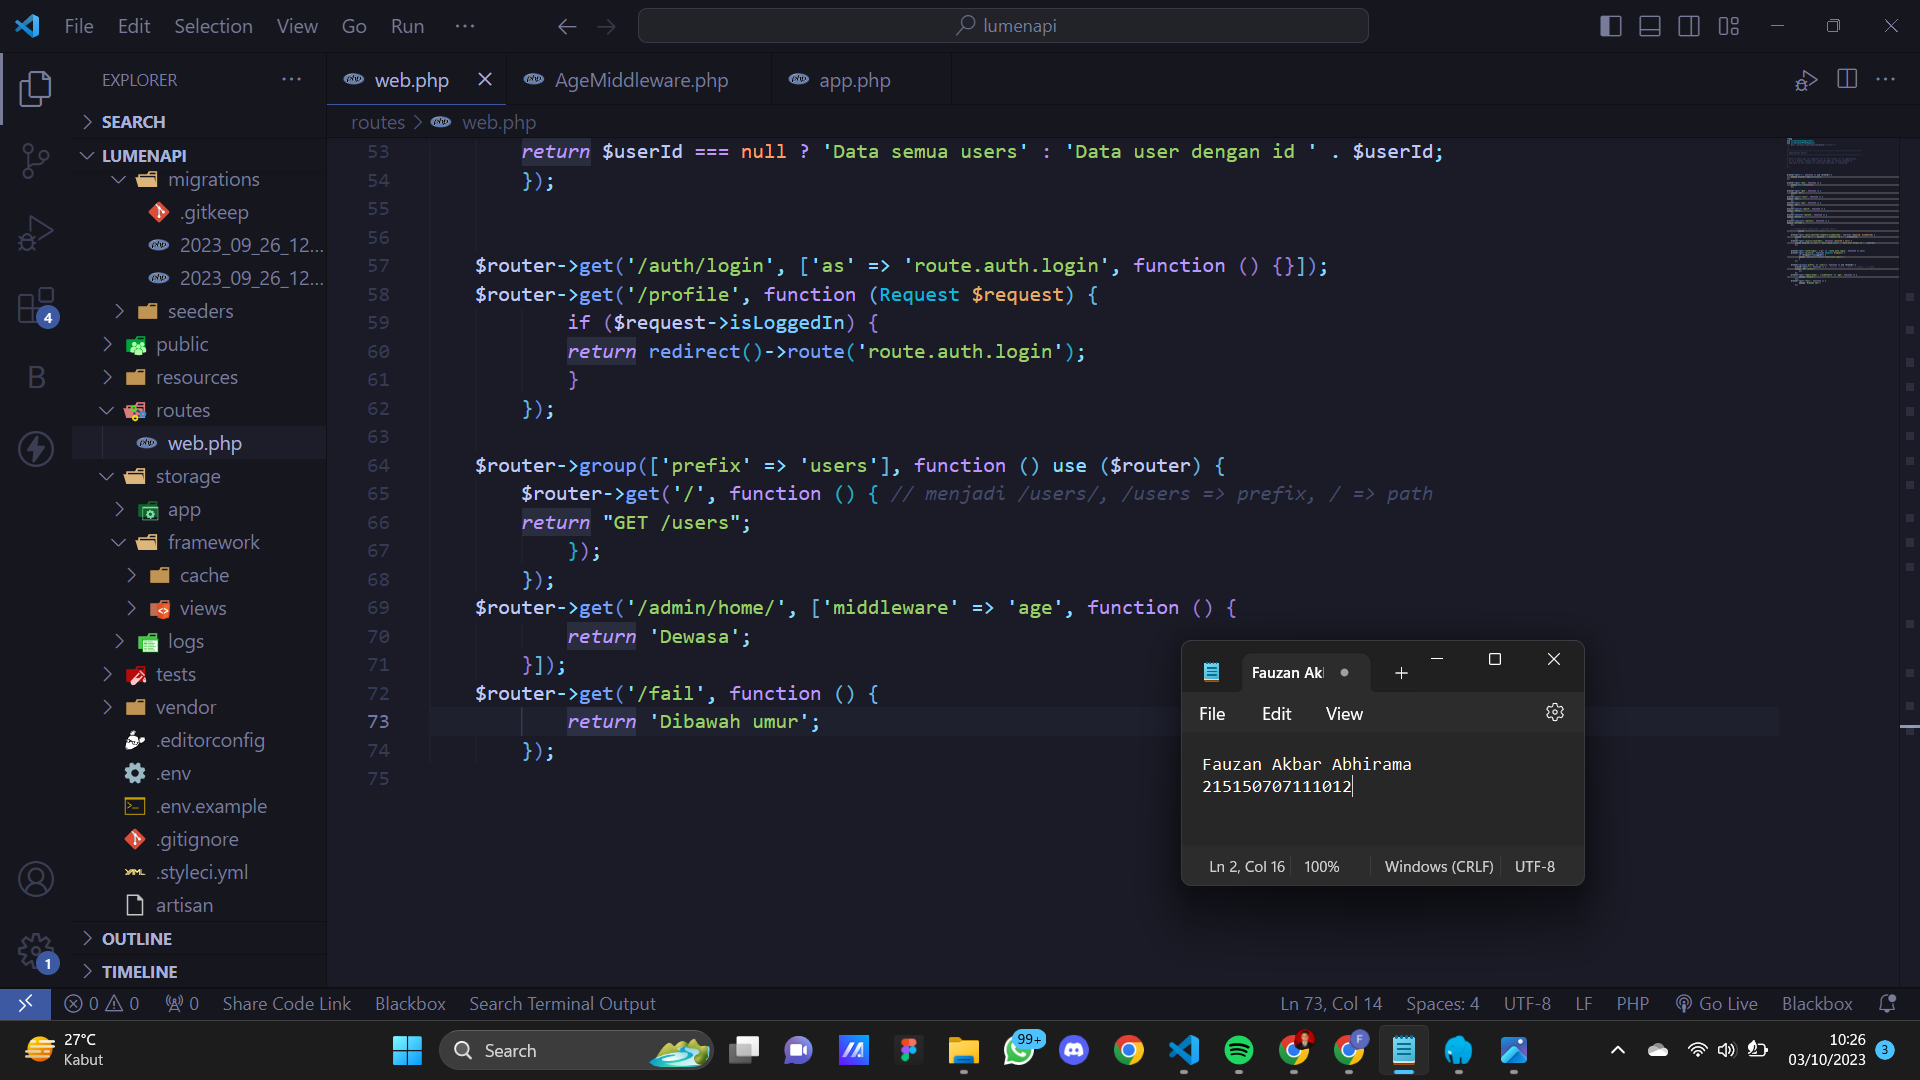 File Edit Selection View Go Run ···
lumenapi
EXPLORER
web.php
AgeMiddleware.php
app.php
SEARCH
LUMENAPI
migrations
.gitkeep
2023_09_26_12...
2023_09_26_12...
seeders
public
resources
routes
web.php
storage
app
framework
cache
views
logs
tests
vendor
.editorconfig
.env
.env.example
.gitignore
.styleci.yml
artisan
OUTLINE
TIMELINE
4
B
1
routes > web.php
53 return $userId === null ? 'Data semua users' : 'Data user dengan id ' . $userId;
54 });
55
56
57 $router->get('/auth/login', ['as' => 'route.auth.login', function () {}]);
58 $router->get('/profile', function (Request $request) {
59 if ($request->isLoggedIn) {
60 return redirect()->route('route.auth.login');
61 }
62 });
63
64 $router->group(['prefix' => 'users'], function () use ($router) {
65 $router->get('/', function () { // menjadi /users/, /users => prefix, / => path
66 return "GET /users";
67 });
68 });
69 $router->get('/admin/home/', ['middleware' => 'age', function () {
70 return 'Dewasa';
71 }]);
72 $router->get('/fail', function () {
73 return 'Dibawah umur';
74 });
75
Fauzan Ak
File Edit View
Fauzan Akbar Abhirama
215150707111012
Ln 2, Col 16 100% Windows (CRLF) UTF-8
0 0 0 Share Code Link Blackbox Search Terminal Output
Ln 73, Col 14 Spaces: 4 UTF-8 LF PHP Go Live Blackbox
27°C
Kabut
Search
99+
F
10:26
03/10/2023
3